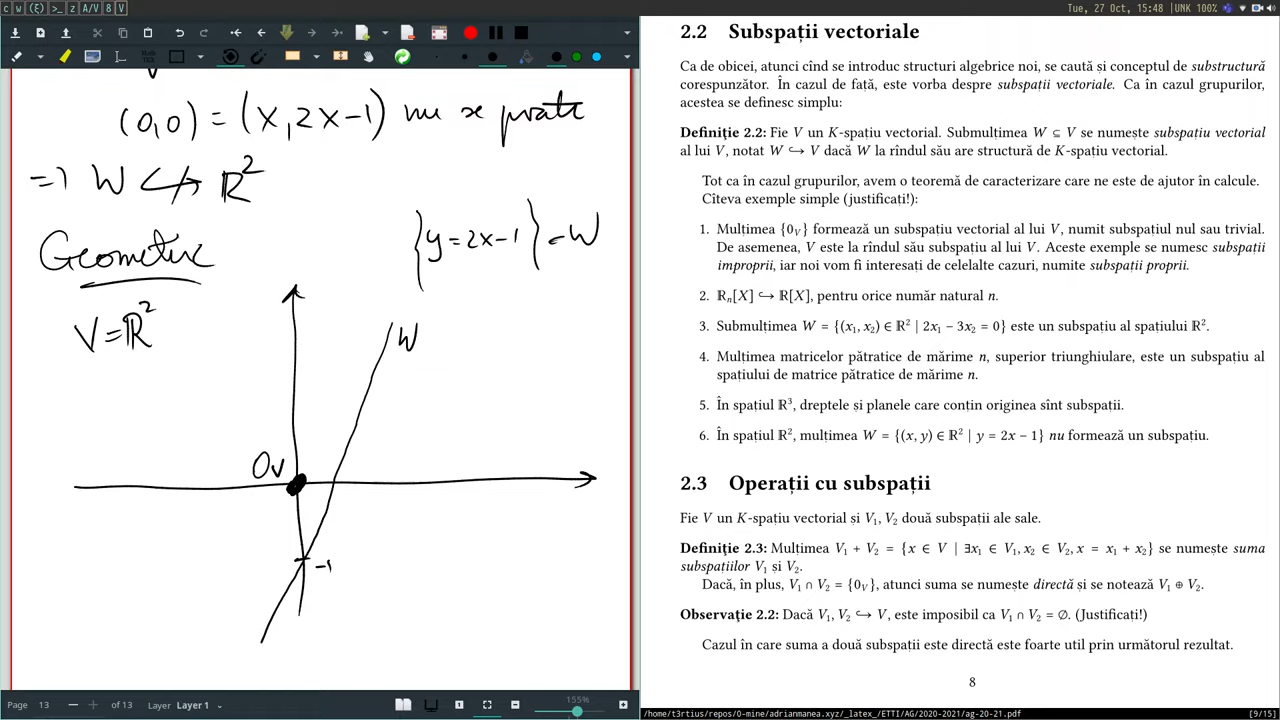 c w (ξ) >_ z A/V 8 V
Tue, 27 Oct, 15:48 |UNK 100%
(0,0) = (x, 2x-1) nu se poate
=> W ↪̸ ℝ²
Geometric
{y = 2x-1} = W
V = ℝ²
W
0v
-1
Page 13 of 13 Layer Layer 1 155%
2.2 Subspații vectoriale
Ca de obicei, atunci cînd se introduc structuri algebrice noi, se caută și conceptul de substructură
corespunzător. În cazul de față, este vorba despre subspații vectoriale. Ca în cazul grupurilor,
acestea se definesc simplu:
Definiție 2.2: Fie V un K-spațiu vectorial. Submulțimea W ⊆ V se numește subspațiu vectorial
al lui V, notat W ↪ V dacă W la rîndul său are structură de K-spațiu vectorial.
Tot ca în cazul grupurilor, avem o teoremă de caracterizare care ne este de ajutor în calcule.
Cîteva exemple simple (justificați!):
1. Mulțimea {0V} formează un subspațiu vectorial al lui V, numit subspațiul nul sau trivial.
De asemenea, V este la rîndul său subspațiu al lui V. Aceste exemple se numesc subspații
improprii, iar noi vom fi interesați de celelalte cazuri, numite subspații proprii.
2. ℝn[X] ↪ ℝ[X], pentru orice număr natural n.
3. Submulțimea W = {(x₁, x₂) ∈ ℝ² | 2x₁ − 3x₂ = 0} este un subspațiu al spațiului ℝ².
4. Mulțimea matricelor pătratice de mărime n, superior triunghiulare, este un subspațiu al
spațiului de matrice pătratice de mărime n.
5. În spațiul ℝ³, dreptele și planele care conțin originea sînt subspații.
6. În spațiul ℝ², mulțimea W = {(x, y) ∈ ℝ² | y = 2x − 1} nu formează un subspațiu.
2.3 Operații cu subspații
Fie V un K-spațiu vectorial și V₁, V₂ două subspații ale sale.
Definiție 2.3: Mulțimea V₁ + V₂ = {x ∈ V | ∃x₁ ∈ V₁, x₂ ∈ V₂, x = x₁ + x₂} se numește suma
subspațiilor V₁ și V₂.
Dacă, în plus, V₁ ∩ V₂ = {0V}, atunci suma se numește directă și se notează V₁ ⊕ V₂.
Observație 2.2: Dacă V₁, V₂ ↪ V, este imposibil ca V₁ ∩ V₂ = ∅. (Justificați!)
Cazul în care suma a două subspații este directă este foarte util prin următorul rezultat.
8
/home/t3rtius/repos/0-mine/adrianmanea.xyz/_latex_/ETTI/AG/2020-2021/ag-20-21.pdf [9/15]